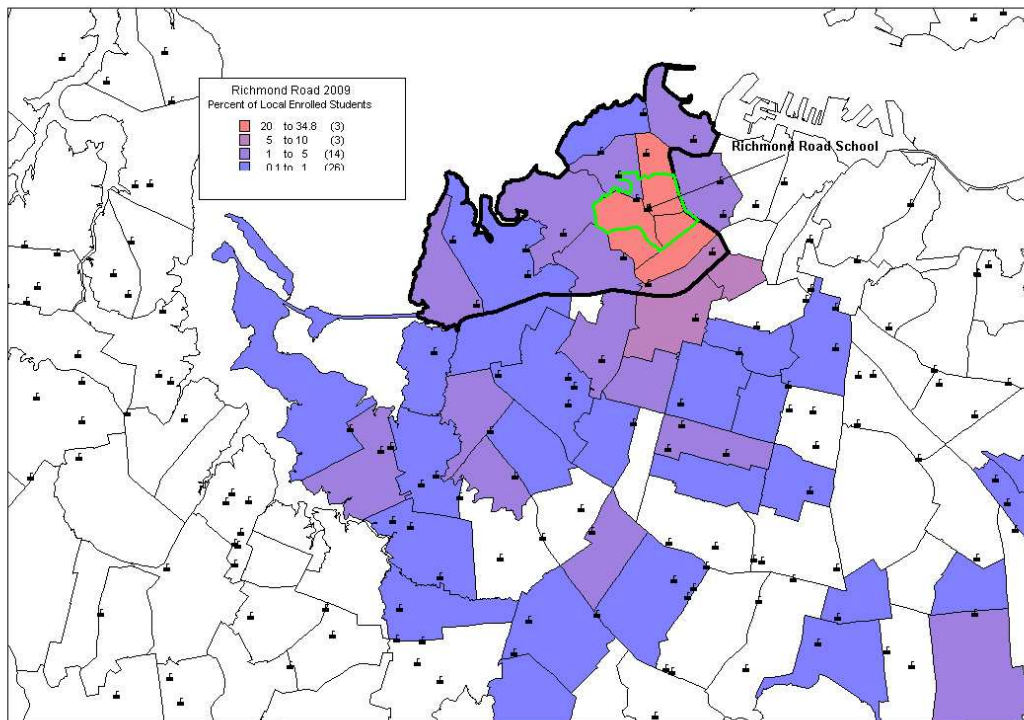 Richmond Road 2009
Percent of Local Enrolled Students
20 to 34.8 (3)
5 to 10 (3)
1 to 5 (14)
0.1 to 1 (26)
Richmond Road School